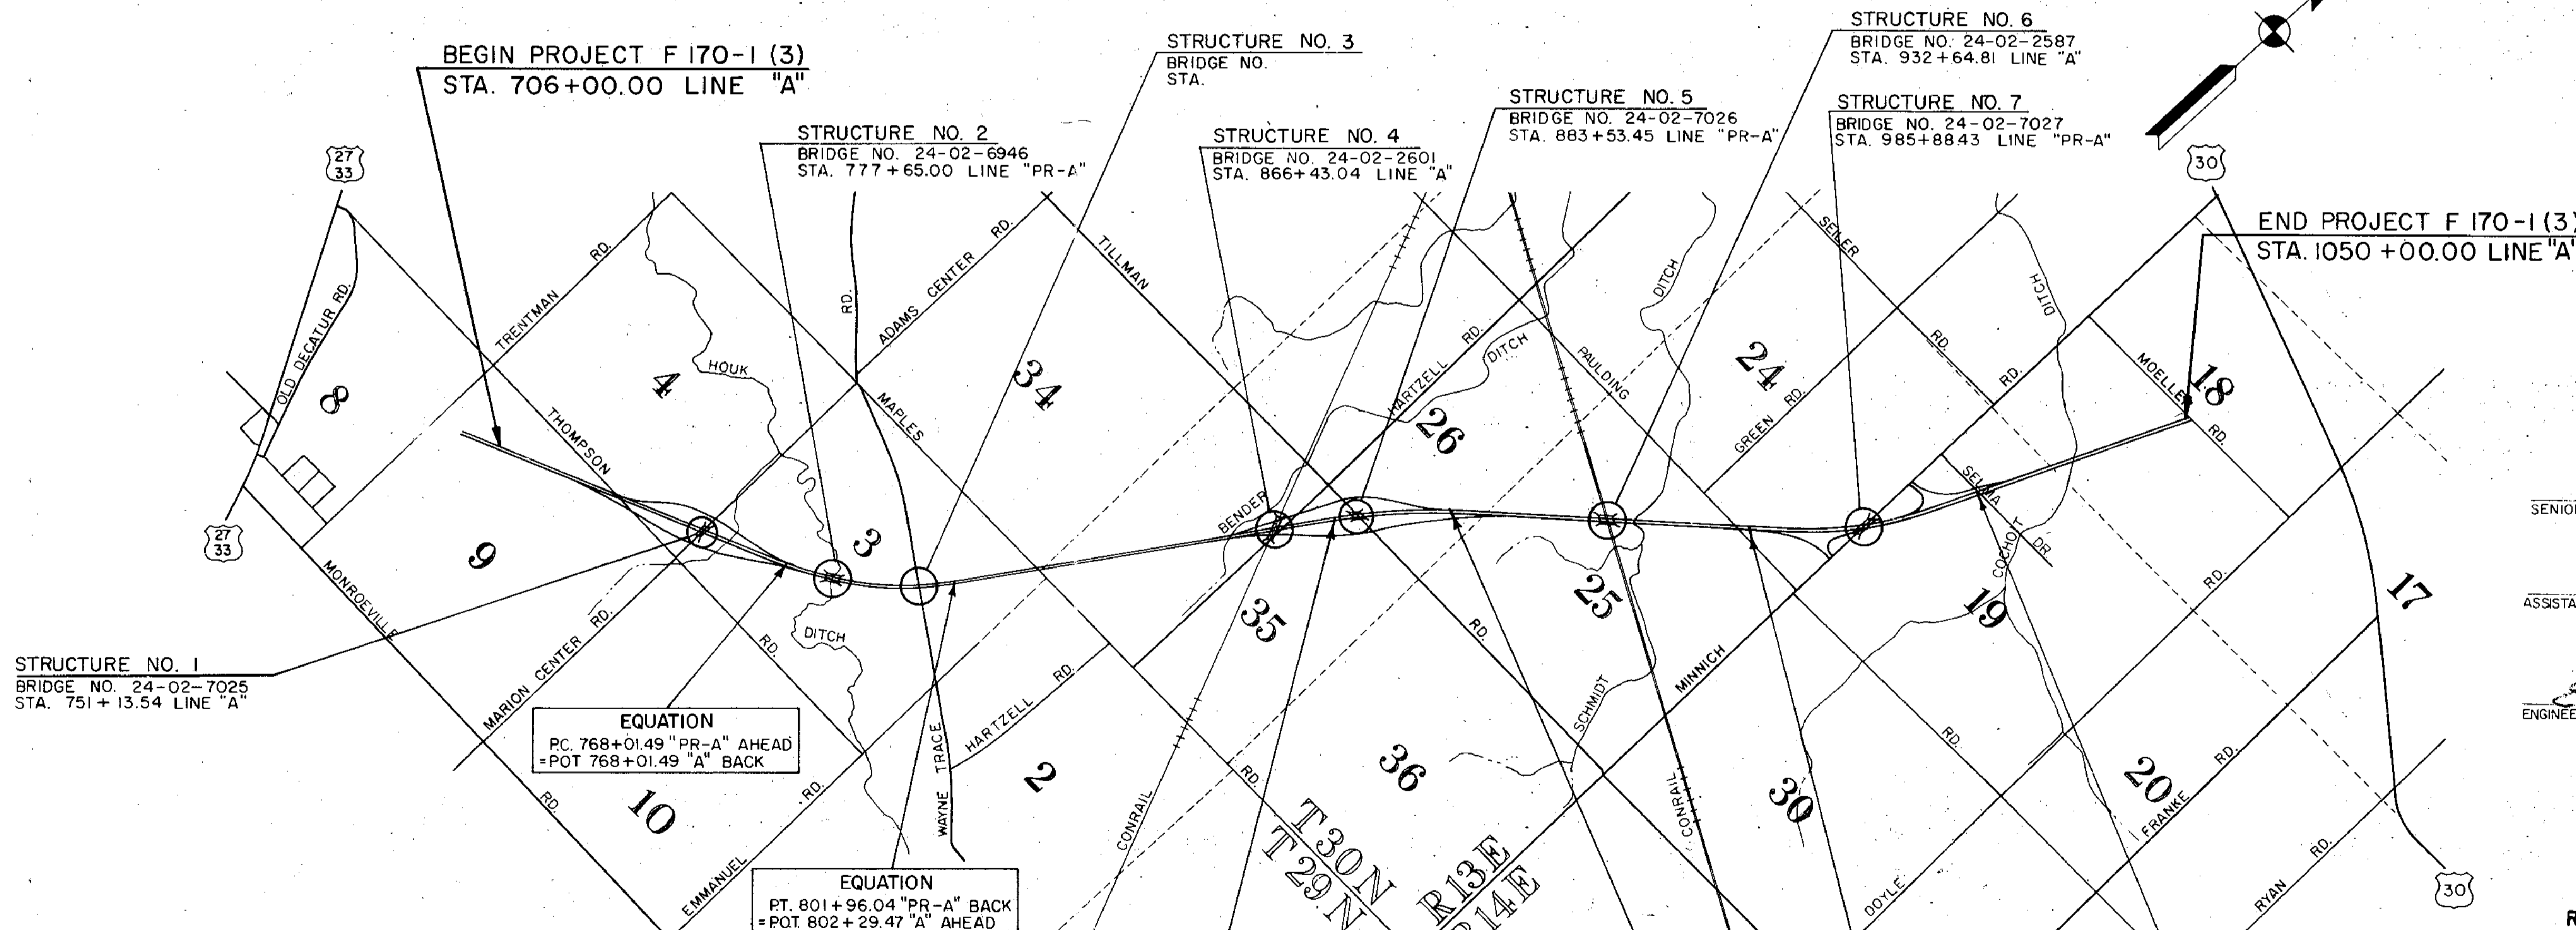 BEGIN PROJECT F 170-1 (3)
STA. 706+00.00 LINE "A"
STRUCTURE NO. 2
BRIDGE NO. 24-02-6946
STA. 777+65.00 LINE "PR-A"
STRUCTURE NO. 3
BRIDGE NO.
STA.
STRUCTURE NO. 4
BRIDGE NO. 24-02-2601
STA. 866+43.04 LINE "A"
STRUCTURE NO. 5
BRIDGE NO. 24-02-7026
STA. 883+53.45 LINE "PR-A"
STRUCTURE NO. 6
BRIDGE NO. 24-02-2587
STA. 932+64.81 LINE "A"
STRUCTURE NO. 7
BRIDGE NO. 24-02-7027
STA. 985+88.43 LINE "PR-A"
END PROJECT F 170-1 (3)
STA. 1050+00.00 LINE "A"
27
33
30
OLD DECATUR RD.
TRENTMAN RD.
HOUK
RD.
ADAMS CENTER RD.
TILLMAN
MAPLES
THOMPSON
HARTZELL RD.
DITCH
BENDER
PAULDING
DITCH
SEILER
RD.
GREEN RD.
RD.
DITCH
MOELLER
RD.
SELMA
DR.
COCHOT
8
4
34
26
24
18
9
3
35
25
19
17
27
33
MONROEVILLE
RD.
MARION CENTER RD.
RD.
DITCH
WAYNE TRACE
HARTZELL RD.
EMMANUEL RD.
CONRAIL
RD.
RD.
SCHMIDT
MINNICH
CONRAIL
RD.
RD.
DOYLE
FRANKE RD.
RYAN RD.
10
2
36
30
20
T 30 N
T 29 N
R 13 E
R 14 E
30
STRUCTURE NO. 1
BRIDGE NO. 24-02-7025
STA. 751+13.54 LINE "A"
EQUATION
P.C. 768+01.49 "PR-A" AHEAD
=POT 768+01.49 "A" BACK
EQUATION
P.T. 801+96.04 "PR-A" BACK
=P.O.T. 802+29.47 "A" AHEAD
SENIO
ASSISTA
ENGINEE